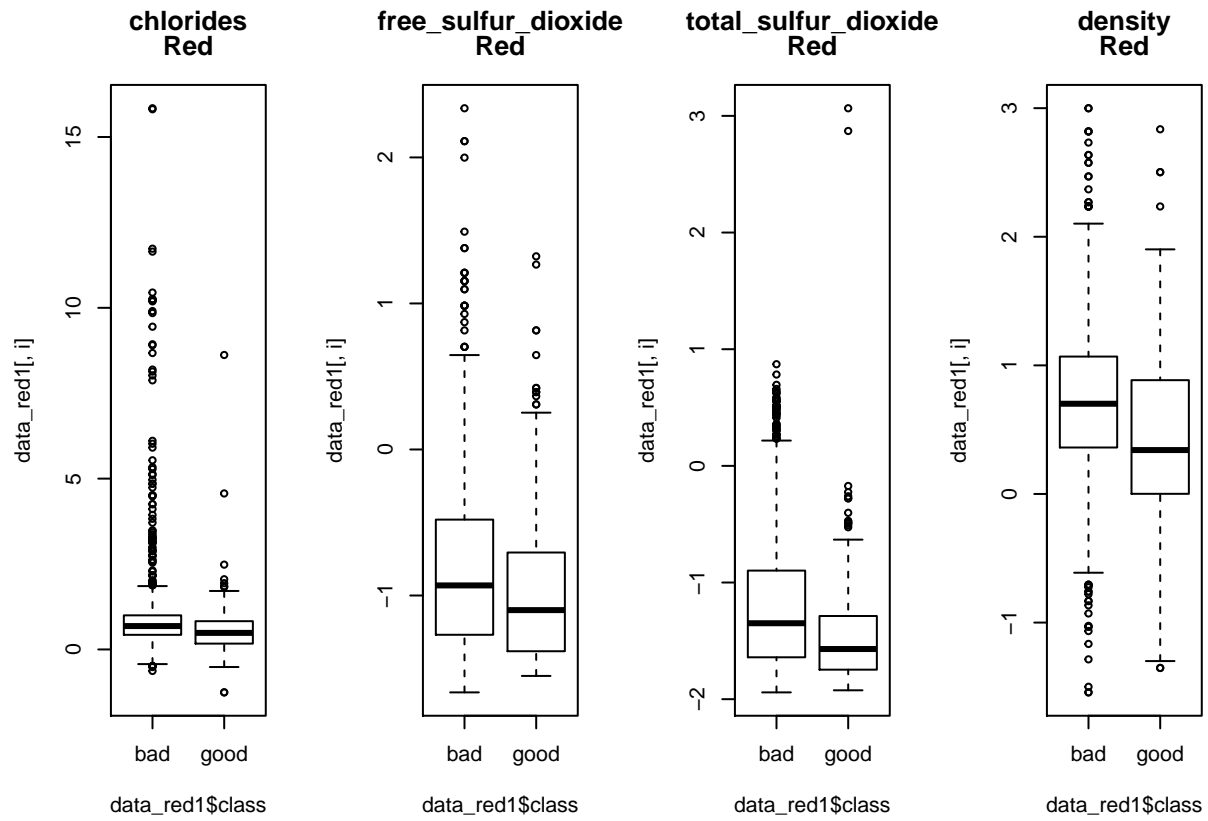 chlorides
Red
data_red1[, i]
15
10
5
0
bad good
data_red1$class
free_sulfur_dioxide
Red
data_red1[, i]
2
1
0
−1
bad good
data_red1$class
total_sulfur_dioxide
Red
data_red1[, i]
3
2
1
0
−1
−2
bad good
data_red1$class
density
Red
data_red1[, i]
3
2
1
0
−1
bad good
data_red1$class